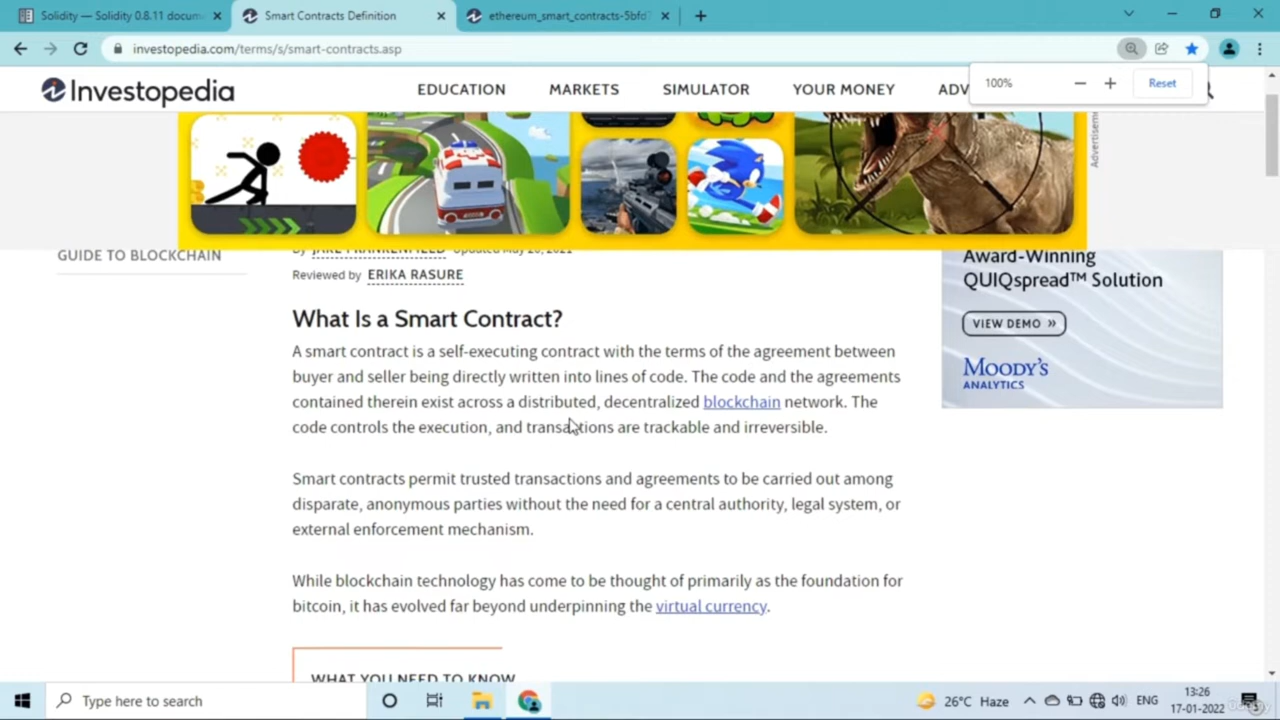 Solidity — Solidity 0.8.11 docum
Smart Contracts Definition
ethereum_smart_contracts-5bfd
investopedia.com/terms/s/smart-contracts.asp
Investopedia
EDUCATION
MARKETS
SIMULATOR
YOUR MONEY
ADV
100%
Reset
Advertisem
GUIDE TO BLOCKCHAIN
By JAKE FRANKENFIELD Updated May 26, 2021
Reviewed by ERIKA RASURE
Award-Winning
QUIQspread™ Solution
VIEW DEMO »
MOODY'S
ANALYTICS
What Is a Smart Contract?
A smart contract is a self-executing contract with the terms of the agreement between
buyer and seller being directly written into lines of code. The code and the agreements
contained therein exist across a distributed, decentralized blockchain network. The
code controls the execution, and transactions are trackable and irreversible.
Smart contracts permit trusted transactions and agreements to be carried out among
disparate, anonymous parties without the need for a central authority, legal system, or
external enforcement mechanism.
While blockchain technology has come to be thought of primarily as the foundation for
bitcoin, it has evolved far beyond underpinning the virtual currency.
WHAT YOU NEED TO KNOW
Type here to search
26°C Haze
ENG
13:26
17-01-2022